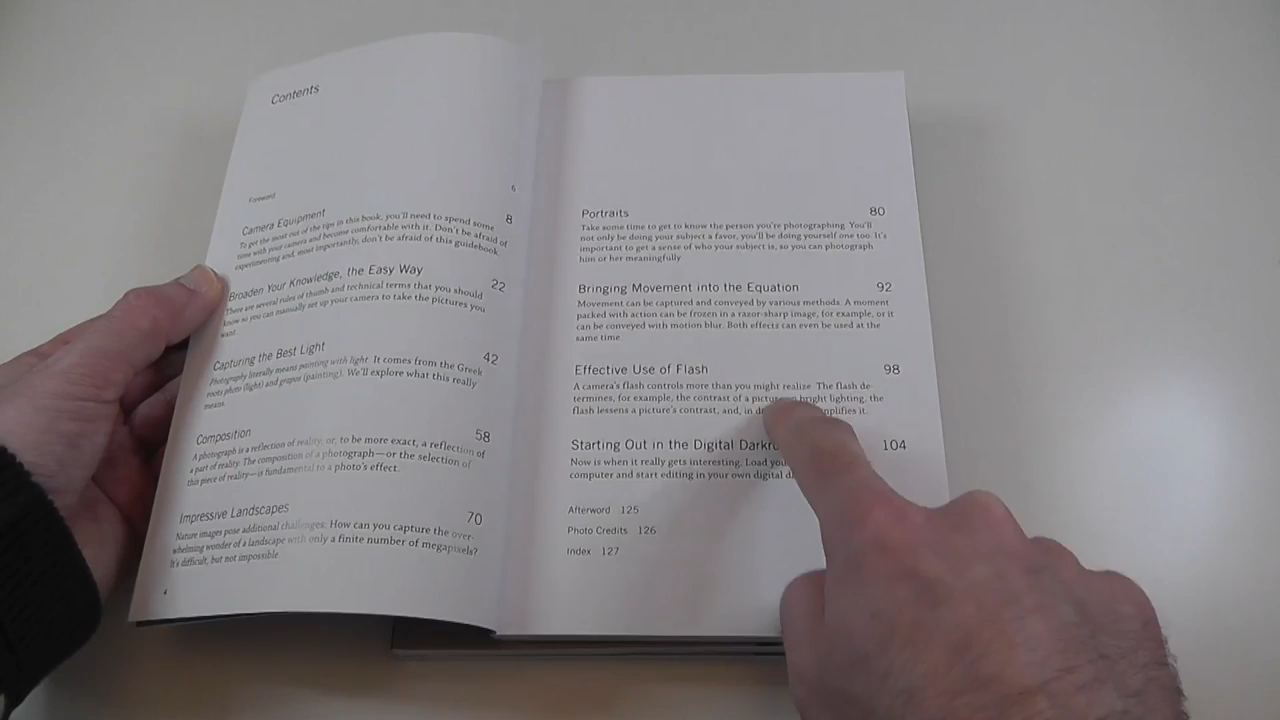 Contents
Foreword 6
Camera Equipment 8
To get the most out of the tips in this book, you'll need to spend some
time with your camera and become comfortable with it. Don't be afraid of
experimenting and, most importantly, don't be afraid of this guidebook.
Broaden Your Knowledge, the Easy Way 22
There are several rules of thumb and technical terms that you should
know so you can manually set up your camera to take the pictures you
want.
Capturing the Best Light 42
Photography literally means painting with light. It comes from the Greek
roots photo (light) and grapos (painting). We'll explore what this really
means.
Composition 58
A photograph is a reflection of reality, or, to be more exact, a reflection of
a part of reality. The composition of a photograph—or the selection of
this piece of reality—is fundamental to a photo's effect.
Impressive Landscapes 70
Nature images pose additional challenges: How can you capture the over-
whelming wonder of a landscape with only a finite number of megapixels?
It's difficult, but not impossible.
4
Portraits 80
Take some time to get to know the person you're photographing. You'll
not only be doing your subject a favor, you'll be doing yourself one too. It's
important to get a sense of who your subject is, so you can photograph
him or her meaningfully
Bringing Movement into the Equation 92
Movement can be captured and conveyed by various methods. A moment
packed with action can be frozen in a razor-sharp image, for example, or it
can be conveyed with motion blur. Both effects can even be used at the
same time.
Effective Use of Flash 98
A camera's flash controls more than you might realize. The flash de-
termines, for example, the contrast of a bright lighting, the
flash lessens a picture's contrast, and, in amplifies it.
Starting Out in the Digital 104
Now is when it really gets interesting. Load
computer and start editing in your own digital
Afterword 125
Photo Credits 126
Index 127